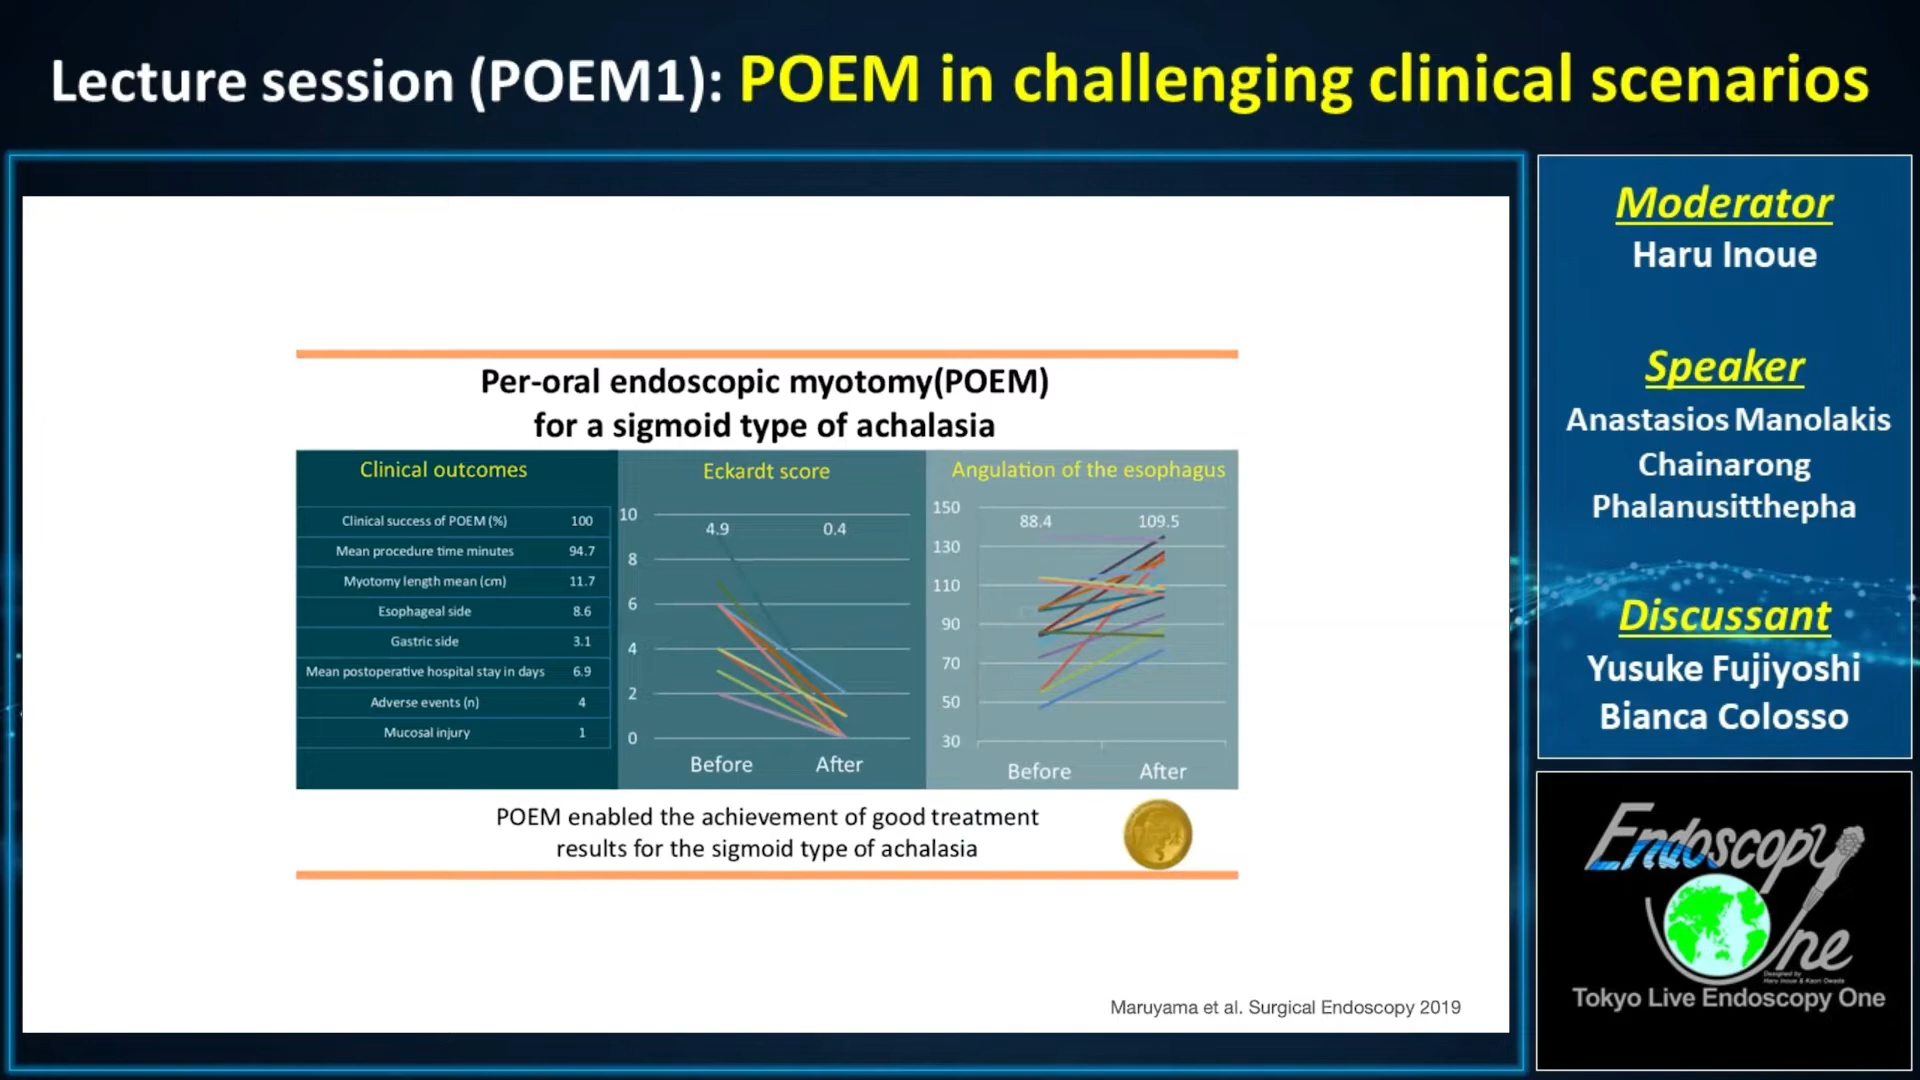 Lecture session (POEM1): POEM in challenging clinical scenarios
Per-oral endoscopic myotomy(POEM)
for a sigmoid type of achalasia
Clinical outcomes
Clinical success of POEM (%) 100
Mean procedure time minutes 94.7
Myotomy length mean (cm) 11.7
Esophageal side 8.6
Gastric side 3.1
Mean postoperative hospital stay in days 6.9
Adverse events (n) 4
Mucosal injury 1
Eckardt score
10
4.9 0.4
8
6
4
2
0
Before After
Angulation of the esophagus
150
88.4 109.5
130
110
90
70
50
30
Before After
POEM enabled the achievement of good treatment
results for the sigmoid type of achalasia
Maruyama et al. Surgical Endoscopy 2019
Moderator
Haru Inoue
Speaker
Anastasios Manolakis
Chainarong
Phalanusitthepha
Discussant
Yusuke Fujiyoshi
Bianca Colosso
Endoscopy
One
Designed by
Haru Inoue & Kaori Owada
Tokyo Live Endoscopy One